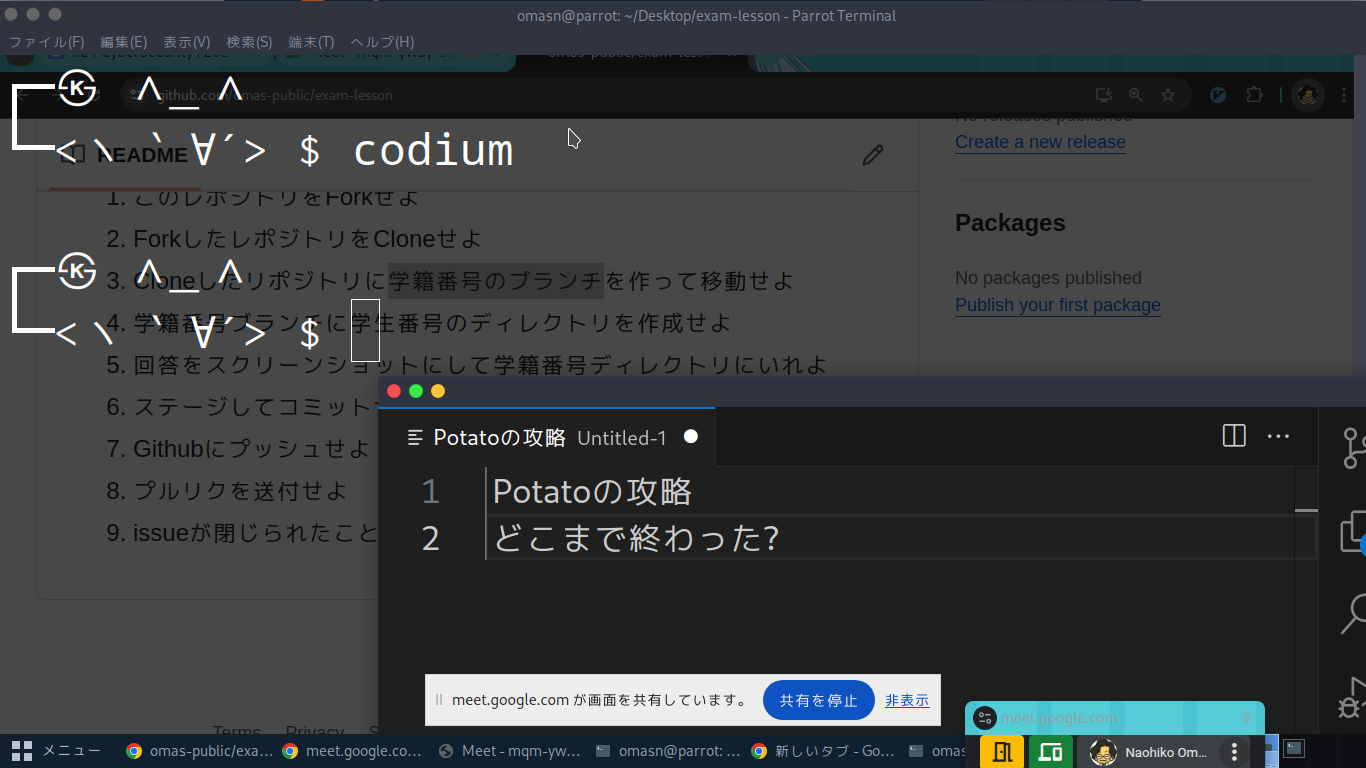 omasn@parrot: ~/Desktop/exam-lesson - Parrot Terminal
ファイル(F) 編集(E) 表示(V) 検索(S) 端末(T) ヘルプ(H)
github.com/omas-public/exam-lesson
㉿ ^_^
<ヽ`∀´> $ codium
README
No releases published
Create a new release
1. このレポジトリをForkせよ
2. ForkしたレポジトリをCloneせよ
3. Cloneしたリポジトリに学籍番号のブランチを作って移動せよ
4. 学籍番号ブランチに学生番号のディレクトリを作成せよ
5. 回答をスクリーンショットにして学籍番号ディレクトリにいれよ
6. ステージしてコミット
7. Githubにプッシュせよ
8. プルリクを送付せよ
9. issueが閉じられたこと
㉿ ^_^
<ヽ`∀´> $
Packages
No packages published
Publish your first package
Potatoの攻略 Untitled-1
1 Potatoの攻略
2 どこまで終わった?
meet.google.com が画面を共有しています。 共有を停止 非表示
Terms Privacy
meet.google.com
メニュー omas-public/exa… meet.google.co… Meet - mqm-yw… omasn@parrot: … 新しいタブ - Go… omas
Naohiko Om…